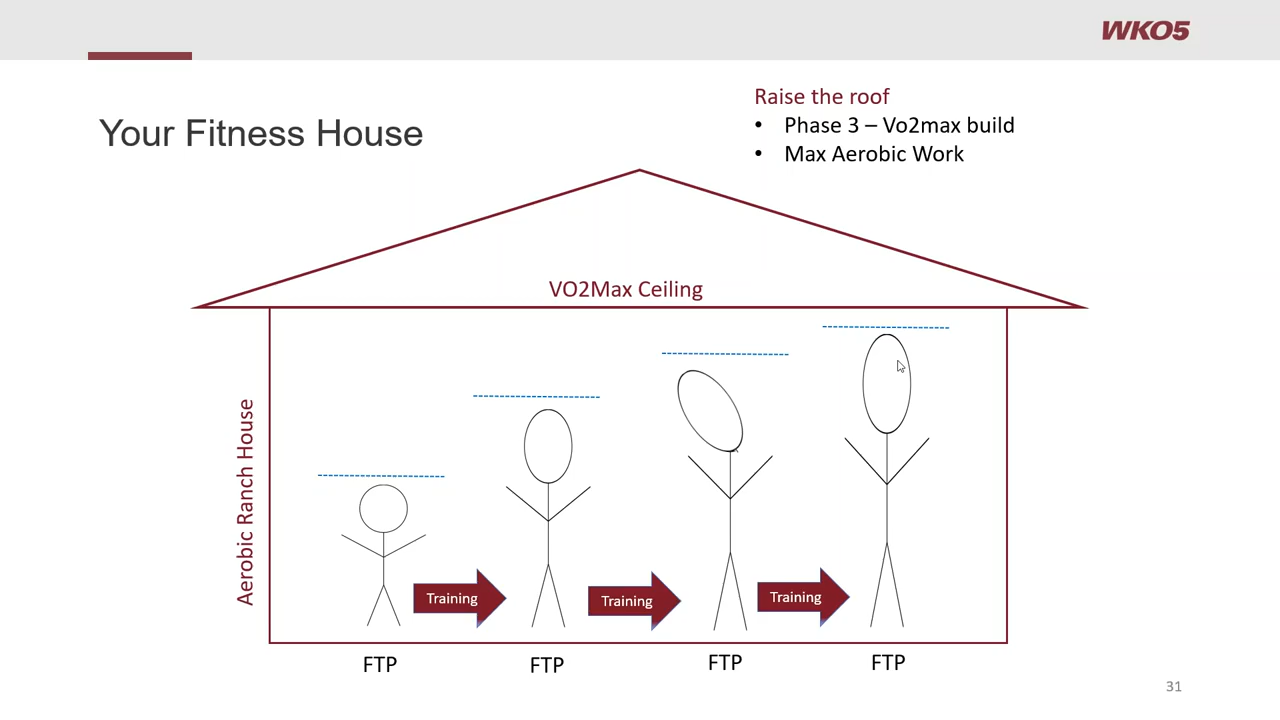 WKO5
Your Fitness House
Raise the roof
• Phase 3 – Vo2max build
• Max Aerobic Work
VO2Max Ceiling
Aerobic Ranch House
Training
Training
Training
FTP
FTP
FTP
FTP
31